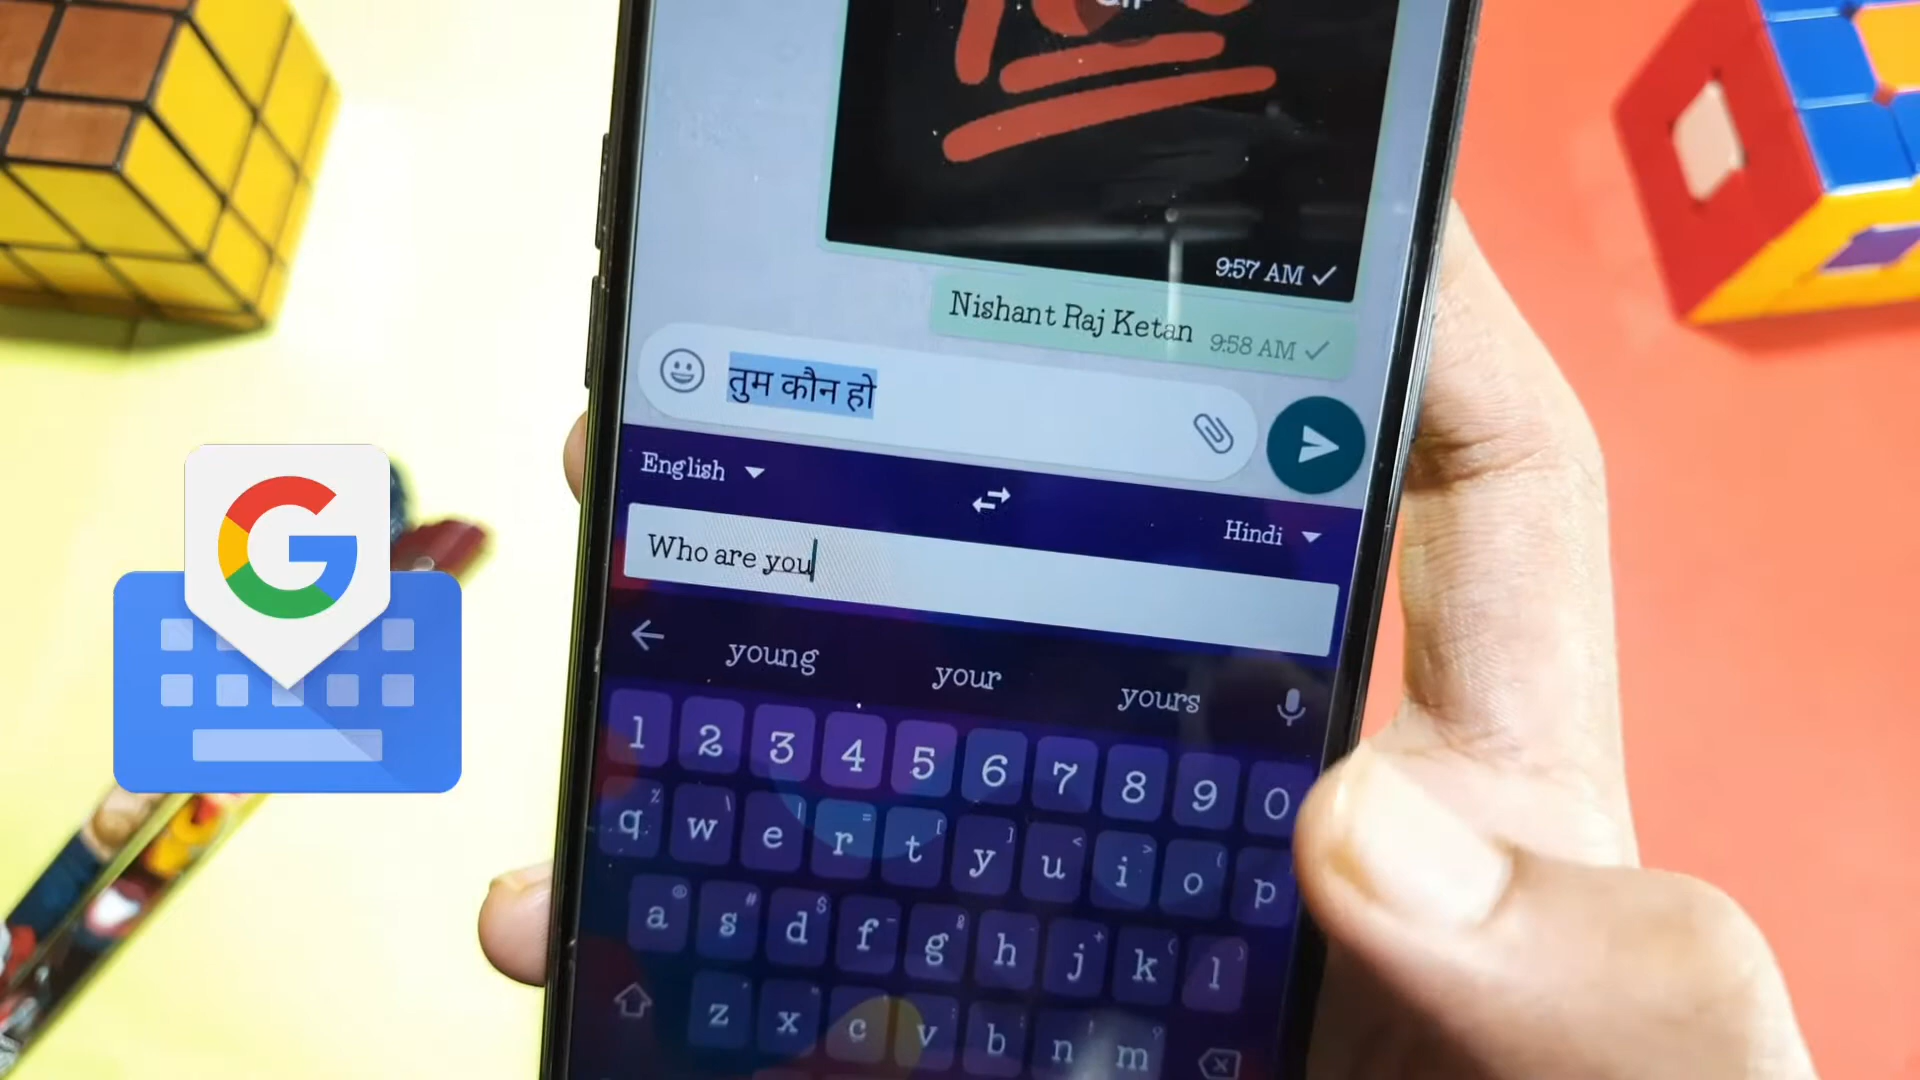 9:57 AM
Nishant Raj Ketan 9:58 AM
तुम कौन हो
English
Hindi
Who are you
young your yours
1 2 3 4 5 6 7 8 9 0
q w e r t y u i o p
a s d f g h j k l
z x c v b n m